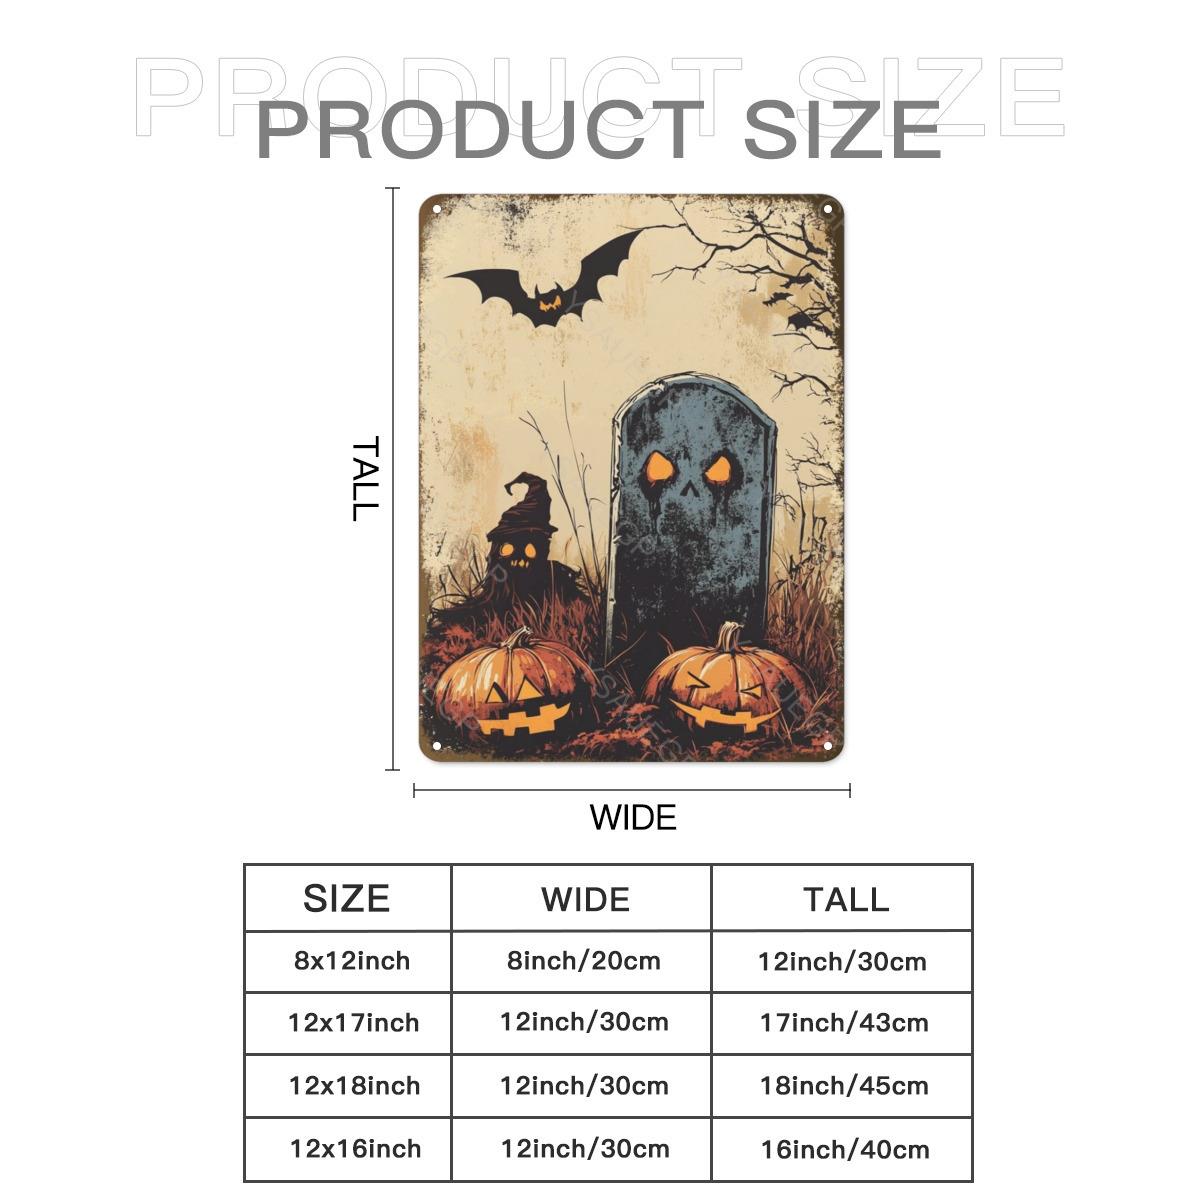 PRODUCT SIZE
PRODUCT SIZE
TALL
WIDE
SIZE WIDE TALL
8x12inch 8inch/20cm 12inch/30cm
12x17inch 12inch/30cm 17inch/43cm
12x18inch 12inch/30cm 18inch/45cm
12x16inch 12inch/30cm 16inch/40cm